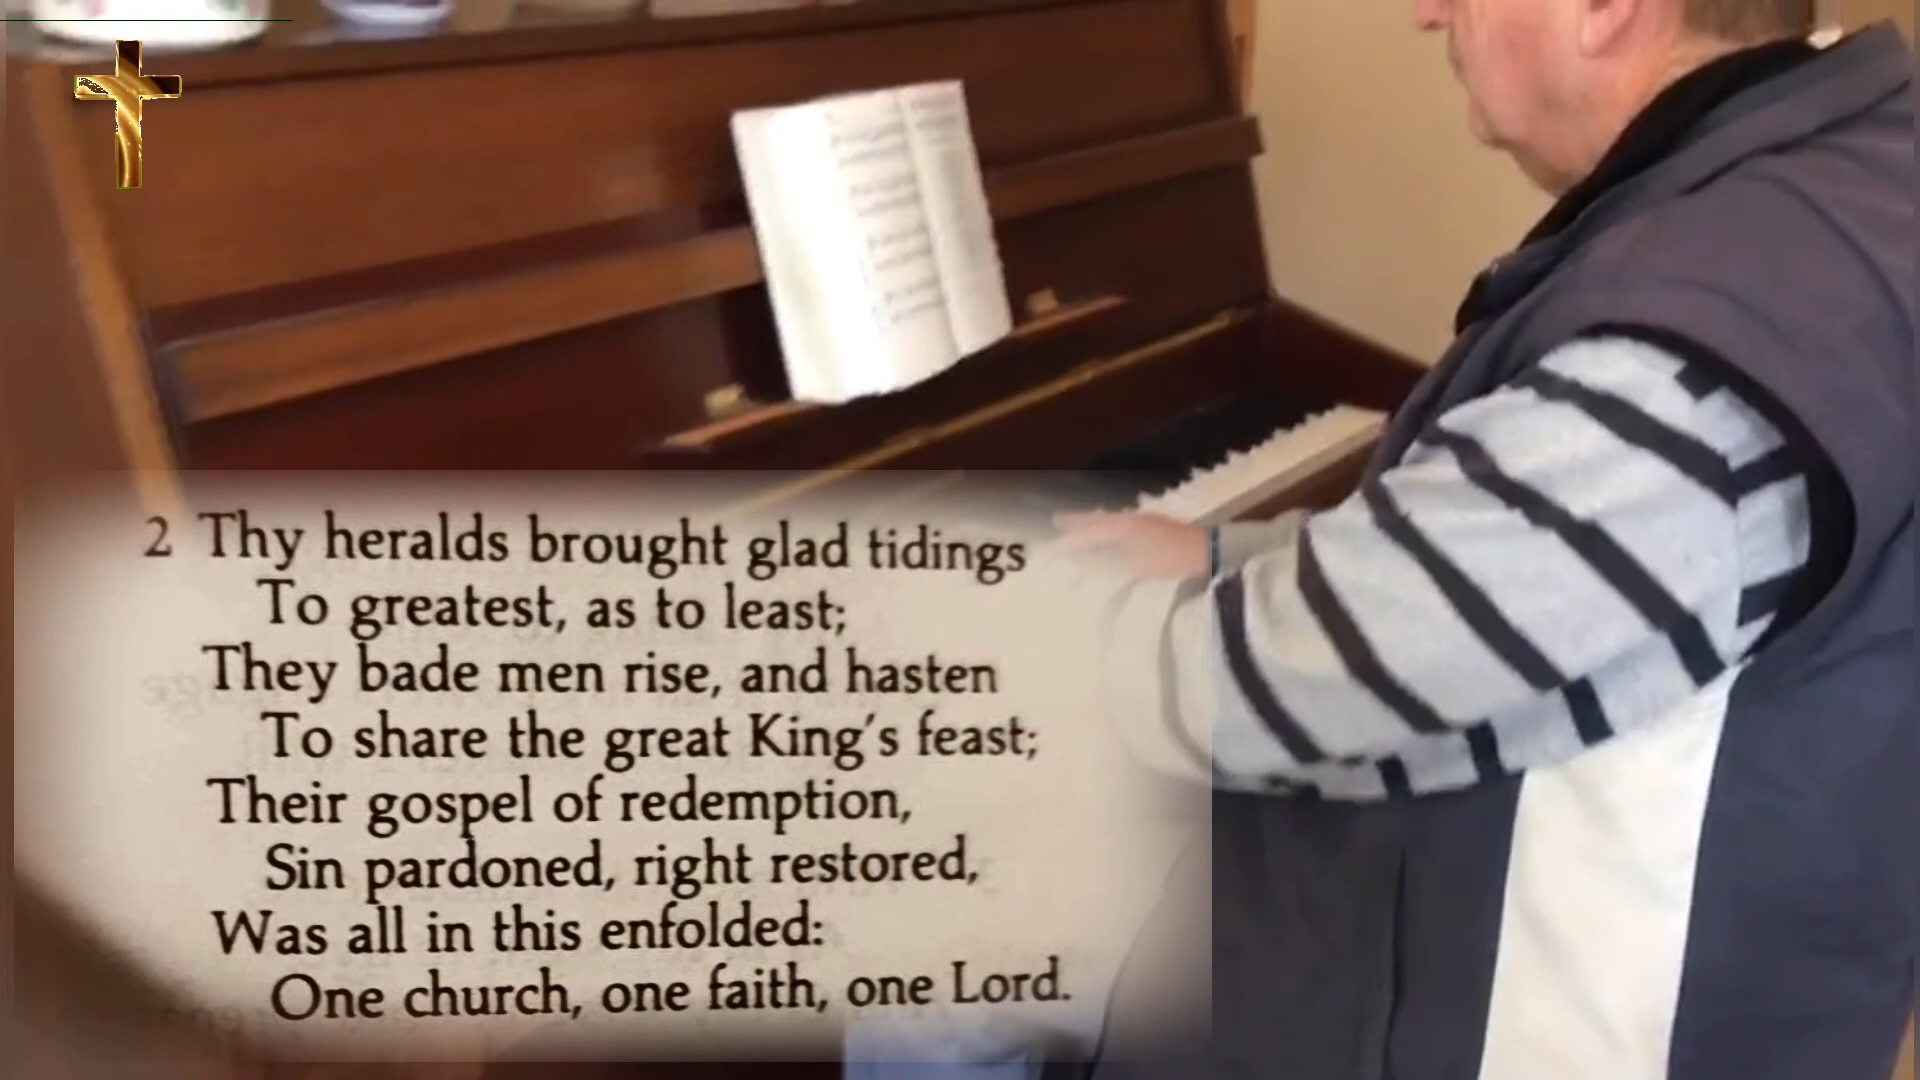 2 Thy heralds brought glad tidings
To greatest, as to least;
They bade men rise, and hasten
To share the great King's feast;
Their gospel of redemption,
Sin pardoned, right restored,
Was all in this enfolded:
One church, one faith, one Lord.